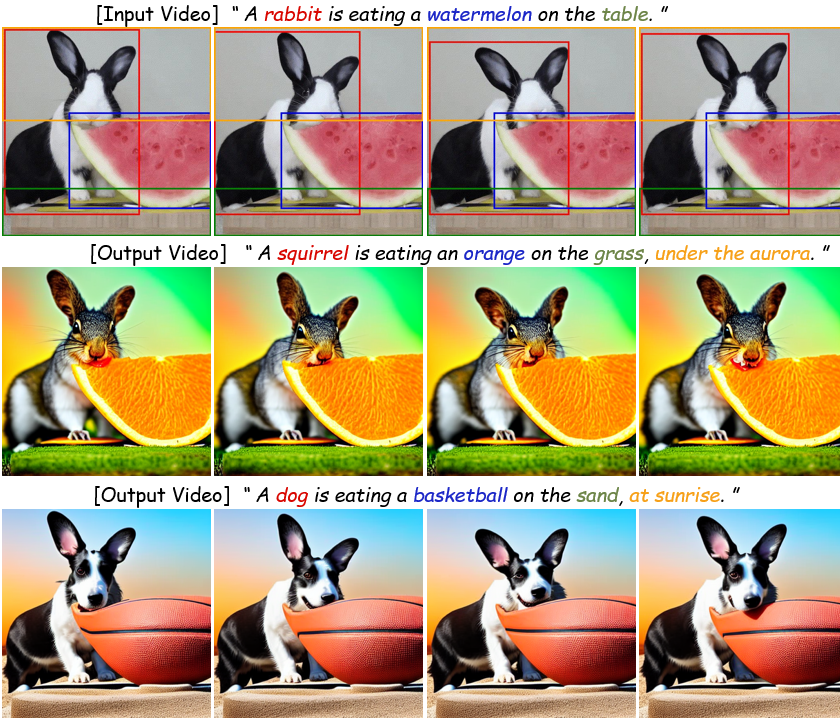 [Input Video] “ A rabbit is eating a watermelon on the table. ”
[Output Video] “ A squirrel is eating an orange on the grass, under the aurora. ”
[Output Video] “ A dog is eating a basketball on the sand, at sunrise. ”